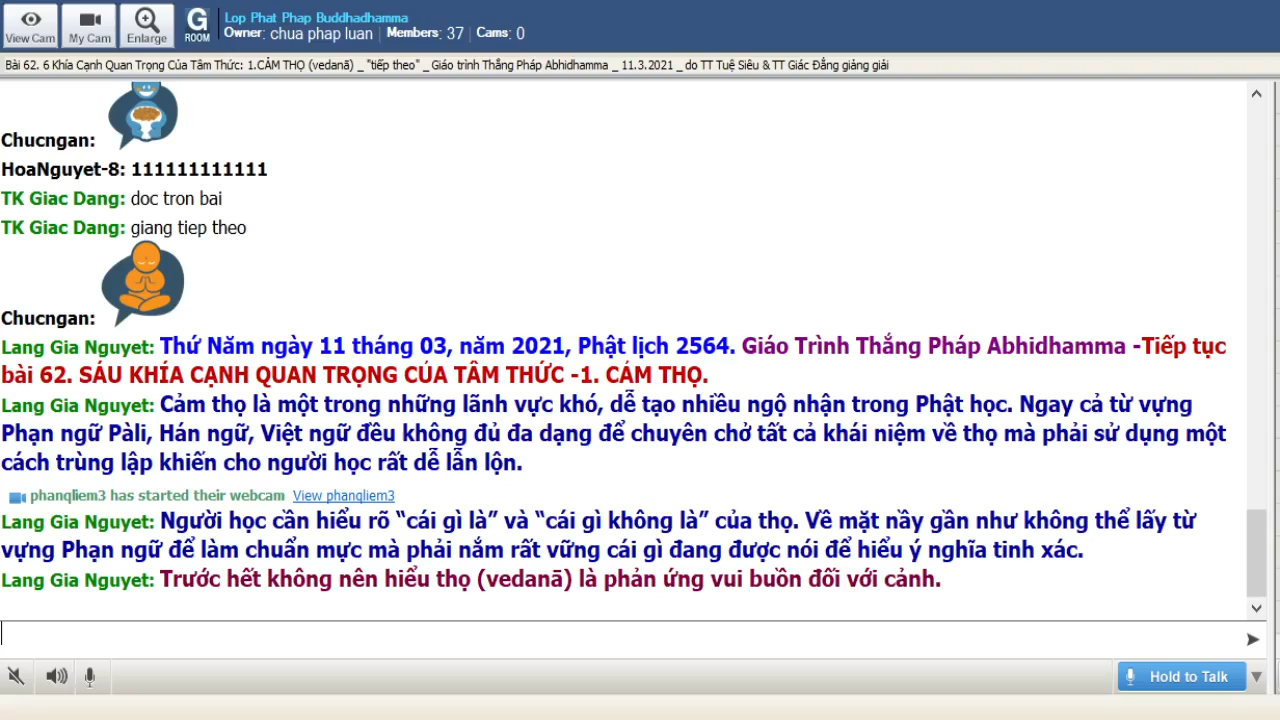 View Cam
My Cam
Enlarge
G
ROOM
Lop Phat Phap Buddhadhamma
Owner: chua phap luan | Members: 37 | Cams: 0
Bài 62. 6 Khía Cạnh Quan Trọng Của Tâm Thức: 1.CẢM THỌ (vedanā) _ "tiếp theo" _ Giáo trình Thắng Pháp Abhidhamma _ 11.3.2021 _ do TT Tuệ Siêu & TT Giác Đẳng giảng giải
Chucngan:
HoaNguyet-8: 111111111111
TK Giac Dang: doc tron bai
TK Giac Dang: giang tiep theo
Chucngan:
Lang Gia Nguyet: Thứ Năm ngày 11 tháng 03, năm 2021, Phật lịch 2564. Giáo Trình Thắng Pháp Abhidhamma -Tiếp tục
bài 62. SÁU KHÍA CẠNH QUAN TRỌNG CỦA TÂM THỨC -1. CẢM THỌ.
Lang Gia Nguyet: Cảm thọ là một trong những lãnh vực khó, dễ tạo nhiều ngộ nhận trong Phật học. Ngay cả từ vựng
Phạn ngữ Pàli, Hán ngữ, Việt ngữ đều không đủ đa dạng để chuyên chở tất cả khái niệm về thọ mà phải sử dụng một
cách trùng lập khiến cho người học rất dễ lẫn lộn.
phanqliem3 has started their webcam View phanqliem3
Lang Gia Nguyet: Người học cần hiểu rõ “cái gì là” và “cái gì không là” của thọ. Về mặt nầy gần như không thể lấy từ
vựng Phạn ngữ để làm chuẩn mực mà phải nắm rất vững cái gì đang được nói để hiểu ý nghĩa tinh xác.
Lang Gia Nguyet: Trước hết không nên hiểu thọ (vedanā) là phản ứng vui buồn đối với cảnh.
Hold to Talk